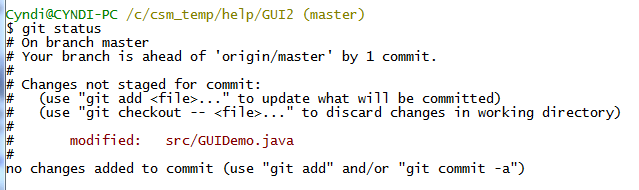 Cyndi@CYNDI-PC /c/csm_temp/help/GUI2 (master)
$ git status
# On branch master
# Your branch is ahead of 'origin/master' by 1 commit.
#
# Changes not staged for commit:
#   (use "git add <file>..." to update what will be committed)
#   (use "git checkout -- <file>..." to discard changes in working directory)
#
#       modified:   src/GUIDemo.java
#
no changes added to commit (use "git add" and/or "git commit -a")